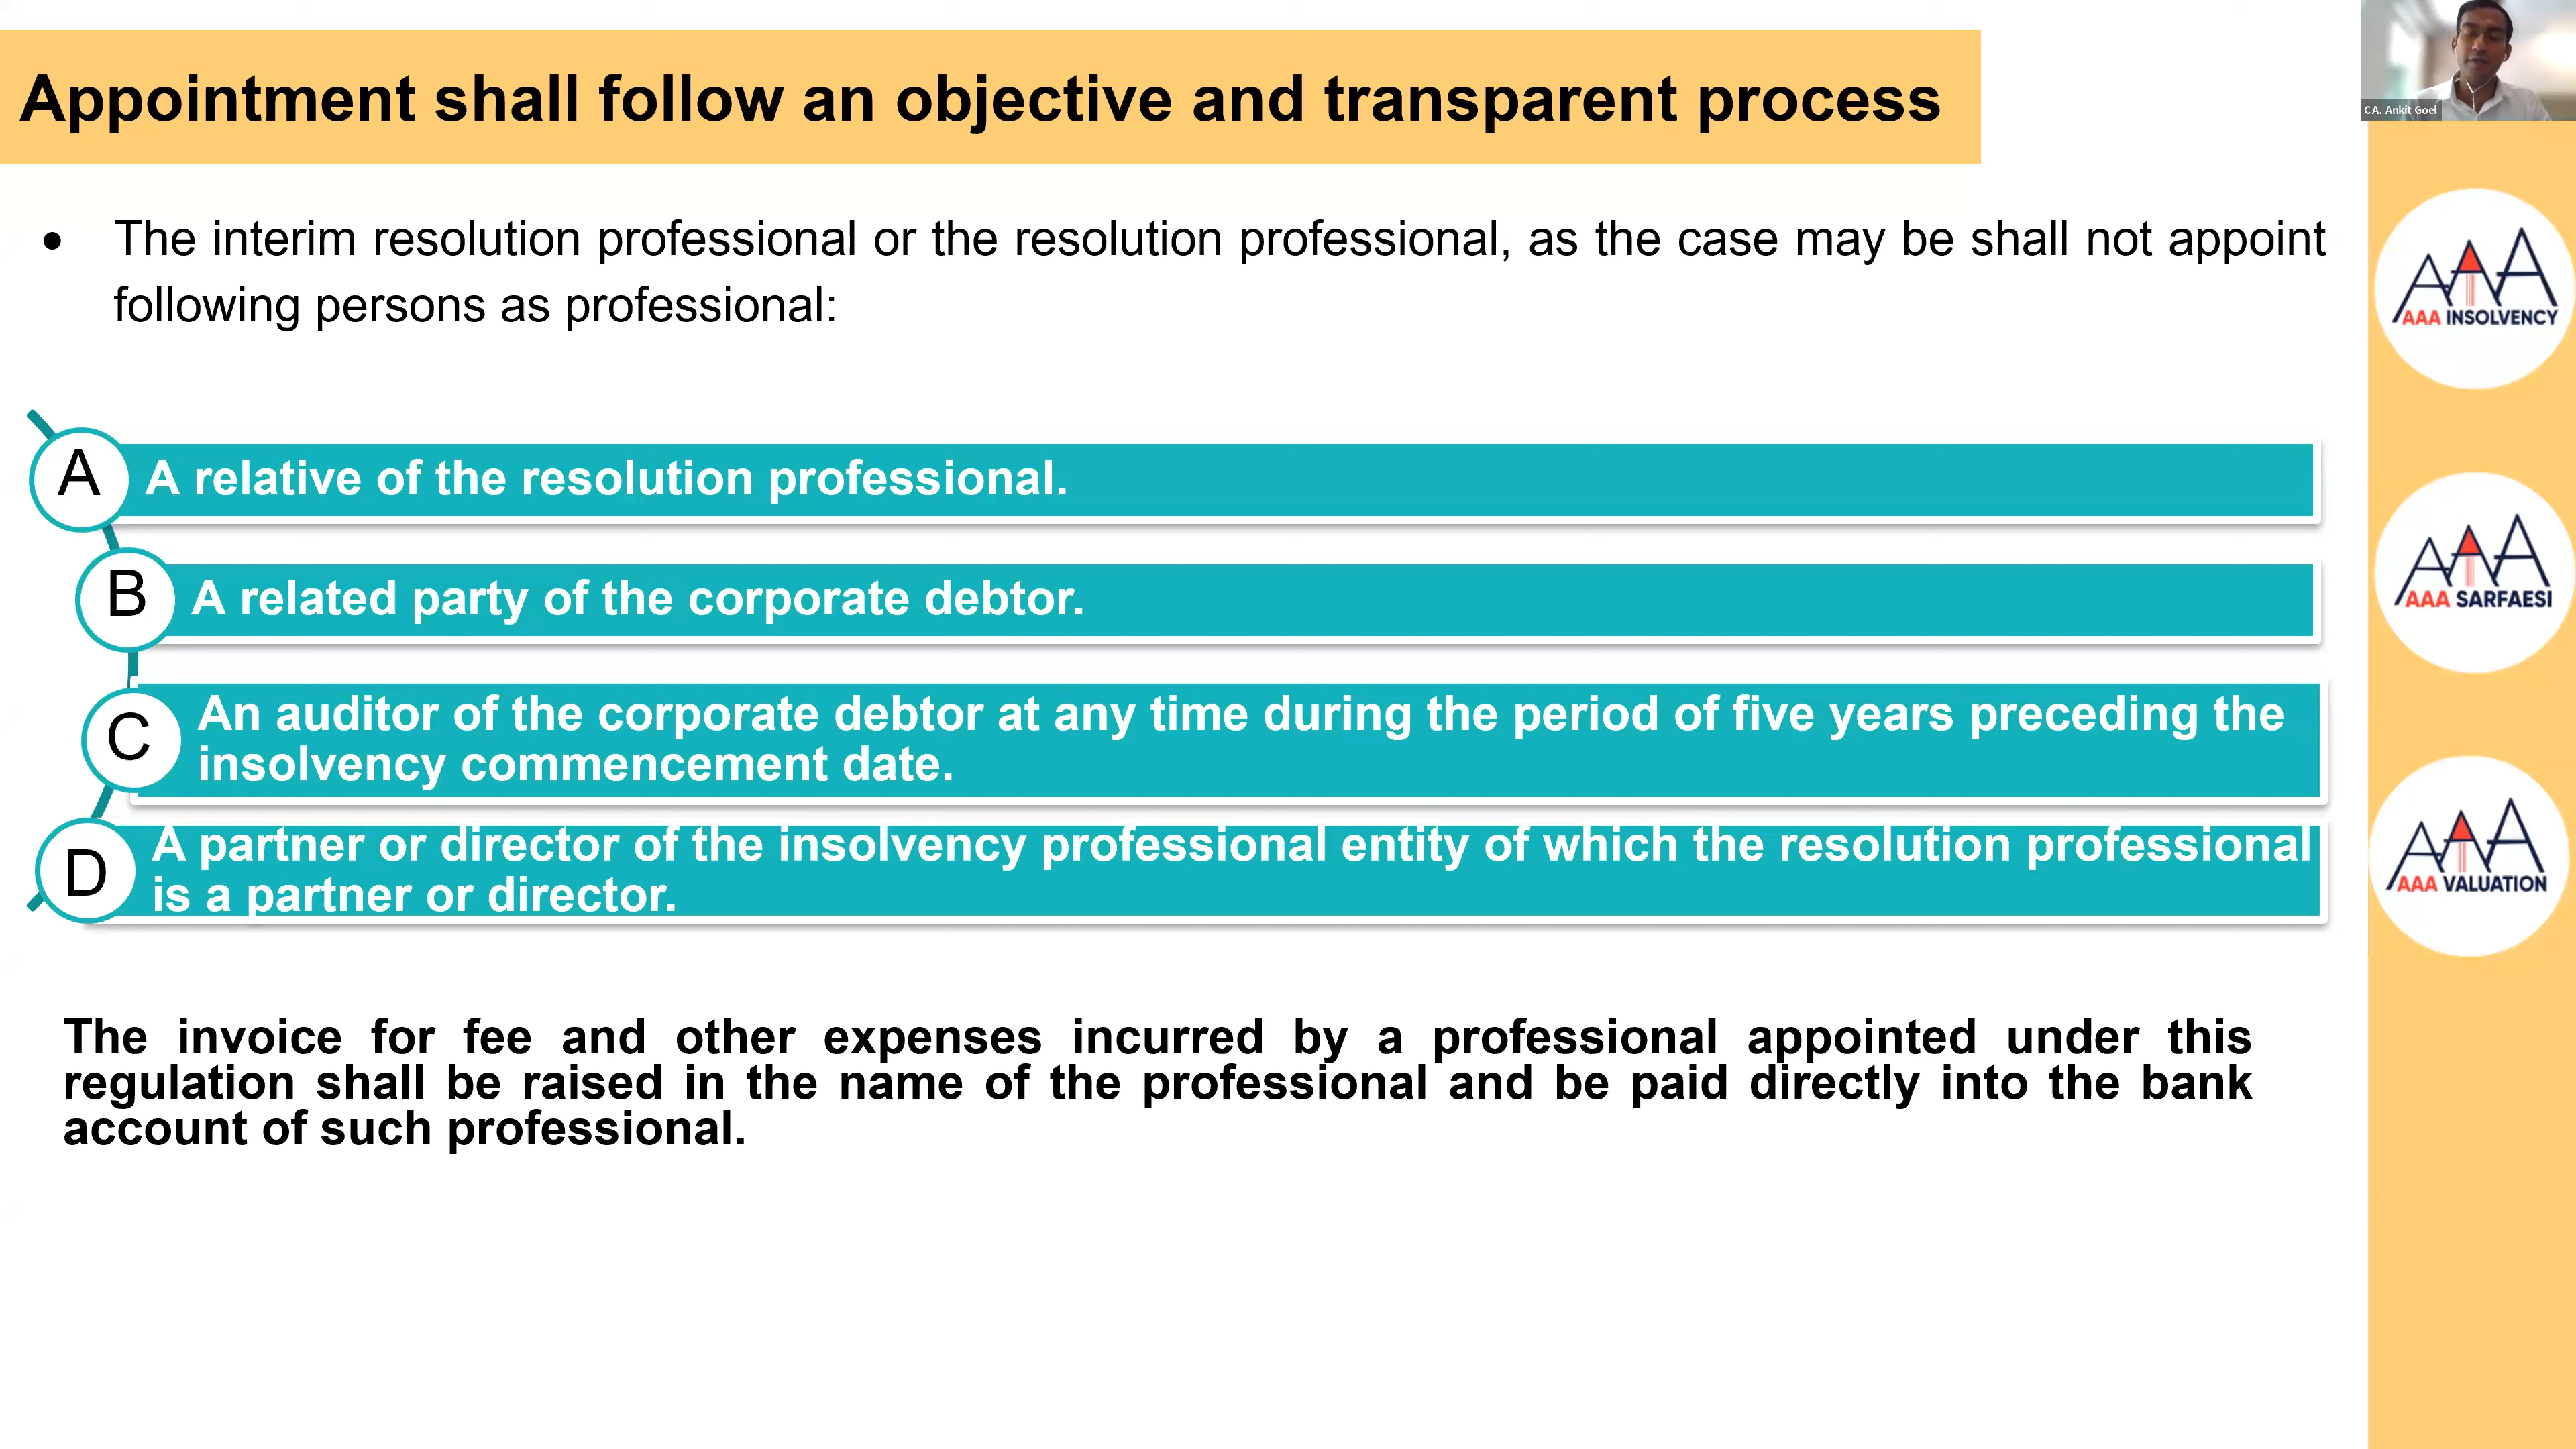 Appointment shall follow an objective and transparent process
CA. Ankit Goel
• The interim resolution professional or the resolution professional, as the case may be shall not appoint
following persons as professional:
A
A relative of the resolution professional.
B
A related party of the corporate debtor.
C
An auditor of the corporate debtor at any time during the period of five years preceding the
insolvency commencement date.
D
A partner or director of the insolvency professional entity of which the resolution professional
is a partner or director.
The invoice for fee and other expenses incurred by a professional appointed under this
regulation shall be raised in the name of the professional and be paid directly into the bank
account of such professional.
AAA
AAA INSOLVENCY
AAA
AAA SARFAESI
AAA
AAA VALUATION